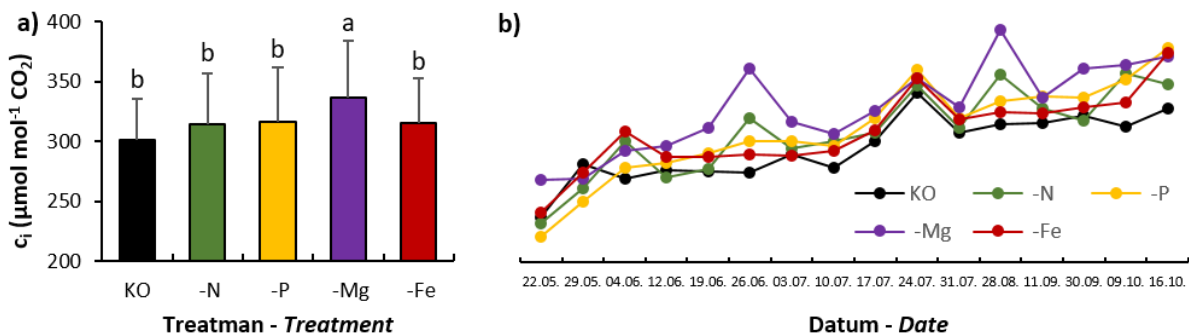 a)
400
350
300
250
200
cᵢ (µmol mol⁻¹ CO₂)
b b b a b
KO -N -P -Mg -Fe
Treatman - Treatment
b)
KO -N -P
-Mg -Fe
22.05. 29.05. 04.06. 12.06. 19.06. 26.06. 03.07. 10.07. 17.07. 24.07. 31.07. 28.08. 11.09. 30.09. 09.10. 16.10.
Datum - Date